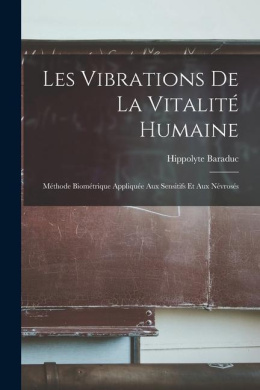 Les Vibrations De
La Vitalité
Humaine
Hippolyte Baraduc
Méthode Biométrique Appliquée Aux Sensitifs Et Aux Névrosés